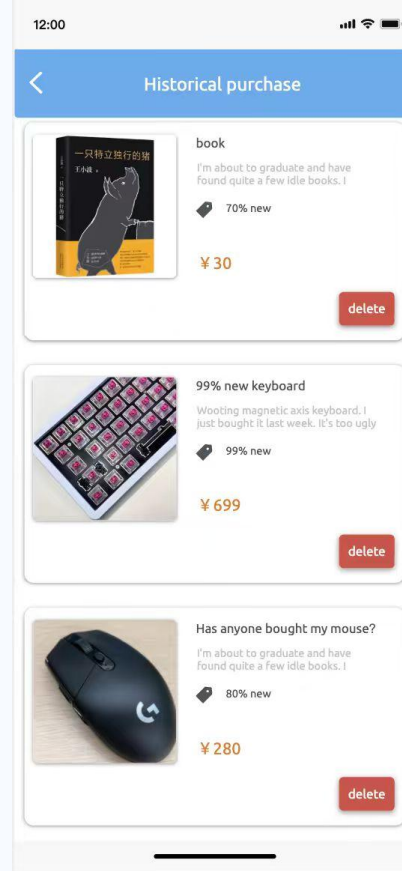 12:00
Historical purchase
一只特立独行的猪
王小波
book
I'm about to graduate and have
found quite a few idle books. I
70% new
¥30
delete
99% new keyboard
Wooting magnetic axis keyboard. I
just bought it last week. It's too ugly
99% new
¥699
delete
Has anyone bought my mouse?
I'm about to graduate and have
found quite a few idle books. I
80% new
¥280
delete